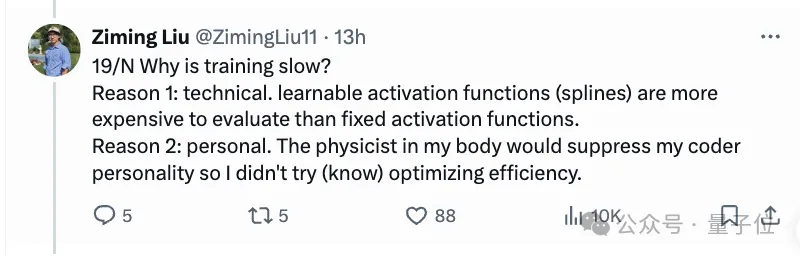 Ziming Liu @ZimingLiu11 · 13h
19/N Why is training slow?
Reason 1: technical. learnable activation functions (splines) are more
expensive to evaluate than fixed activation functions.
Reason 2: personal. The physicist in my body would suppress my coder
personality so I didn't try (know) optimizing efficiency.
5 5 88 10K
公众号 · 量子位